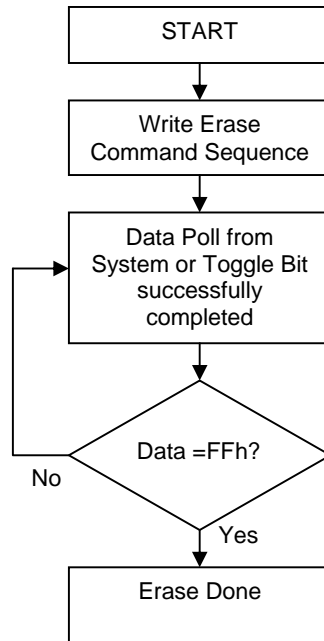 START
Write Erase
Command Sequence
Data Poll from
System or Toggle Bit
successfully
completed
Data =FFh?
No
Yes
Erase Done